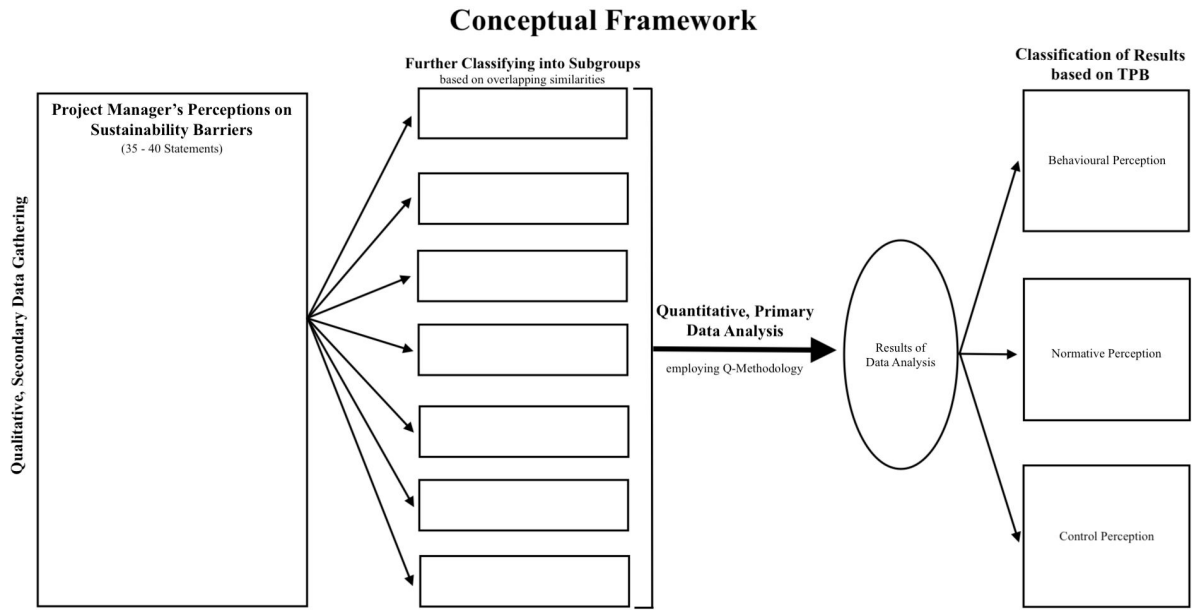 Conceptual Framework
Qualitative, Secondary Data Gathering
Project Manager’s Perceptions on
Sustainability Barriers
(35 - 40 Statements)
Further Classifying into Subgroups
based on overlapping similarities
Quantitative, Primary
Data Analysis
employing Q-Methodology
Results of
Data Analysis
Classification of Results
based on TPB
Behavioural Perception
Normative Perception
Control Perception